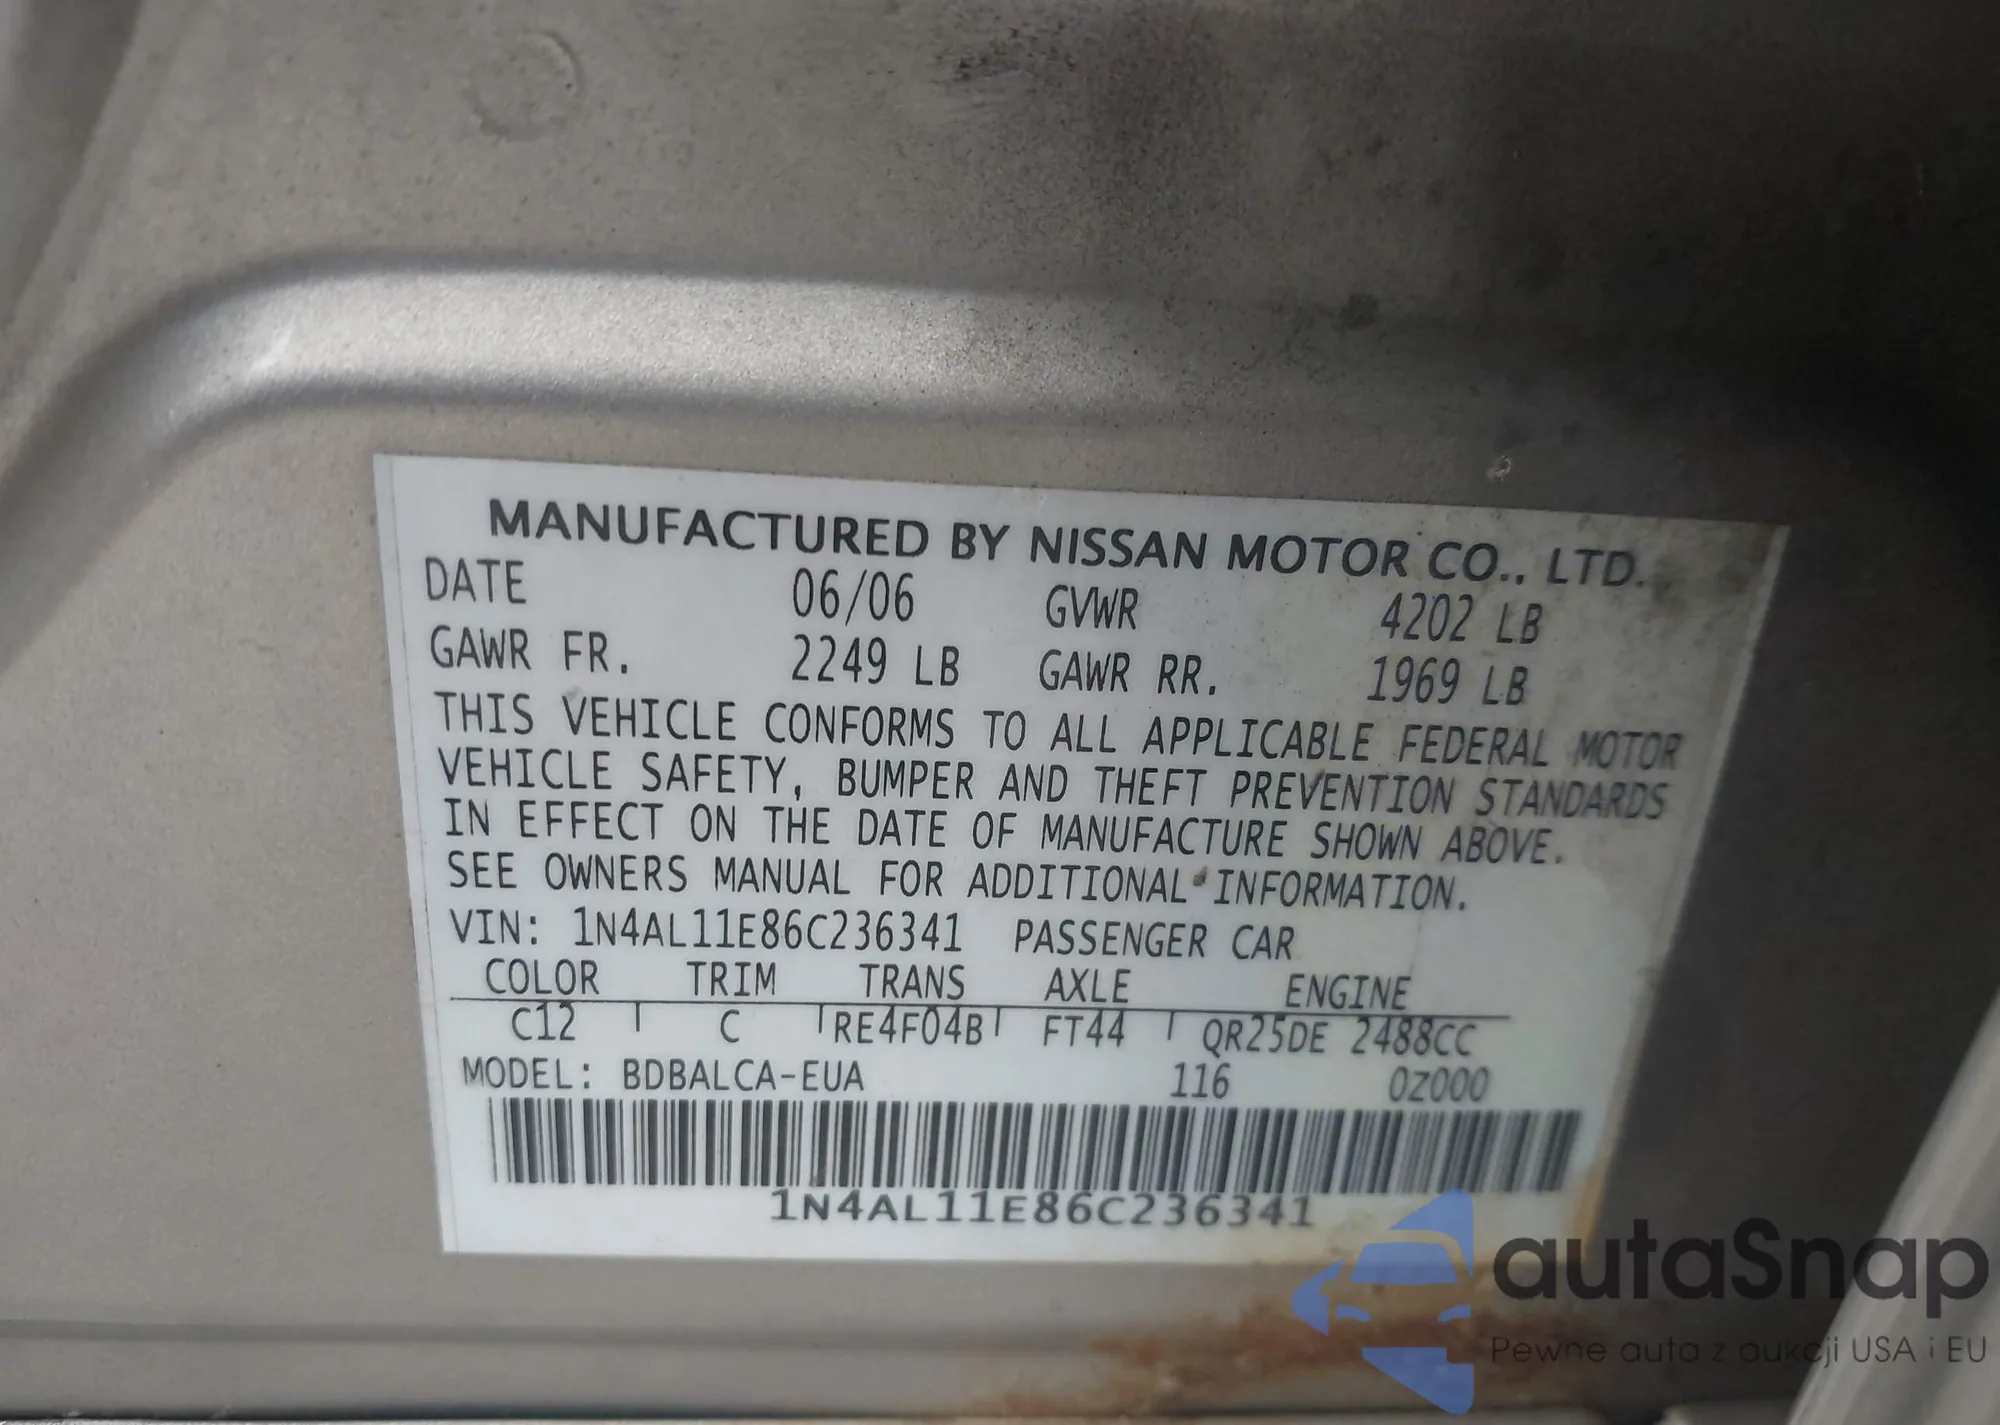 MANUFACTURED BY NISSAN MOTOR CO., LTD.
DATE 06/06 GVWR 4202 LB
GAWR FR. 2249 LB GAWR RR. 1969 LB
THIS VEHICLE CONFORMS TO ALL APPLICABLE FEDERAL MOTOR
VEHICLE SAFETY, BUMPER AND THEFT PREVENTION STANDARDS
IN EFFECT ON THE DATE OF MANUFACTURE SHOWN ABOVE.
SEE OWNERS MANUAL FOR ADDITIONAL INFORMATION.
VIN: 1N4AL11E86C236341 PASSENGER CAR
COLOR TRIM TRANS AXLE ENGINE
C12 C RE4F04B FT44 QR25DE 2488CC
MODEL: BDBALCA-EUA 116 0Z000
1N4AL11E86C236341
autaSnap
Pewne auta z aukcji USA i EU